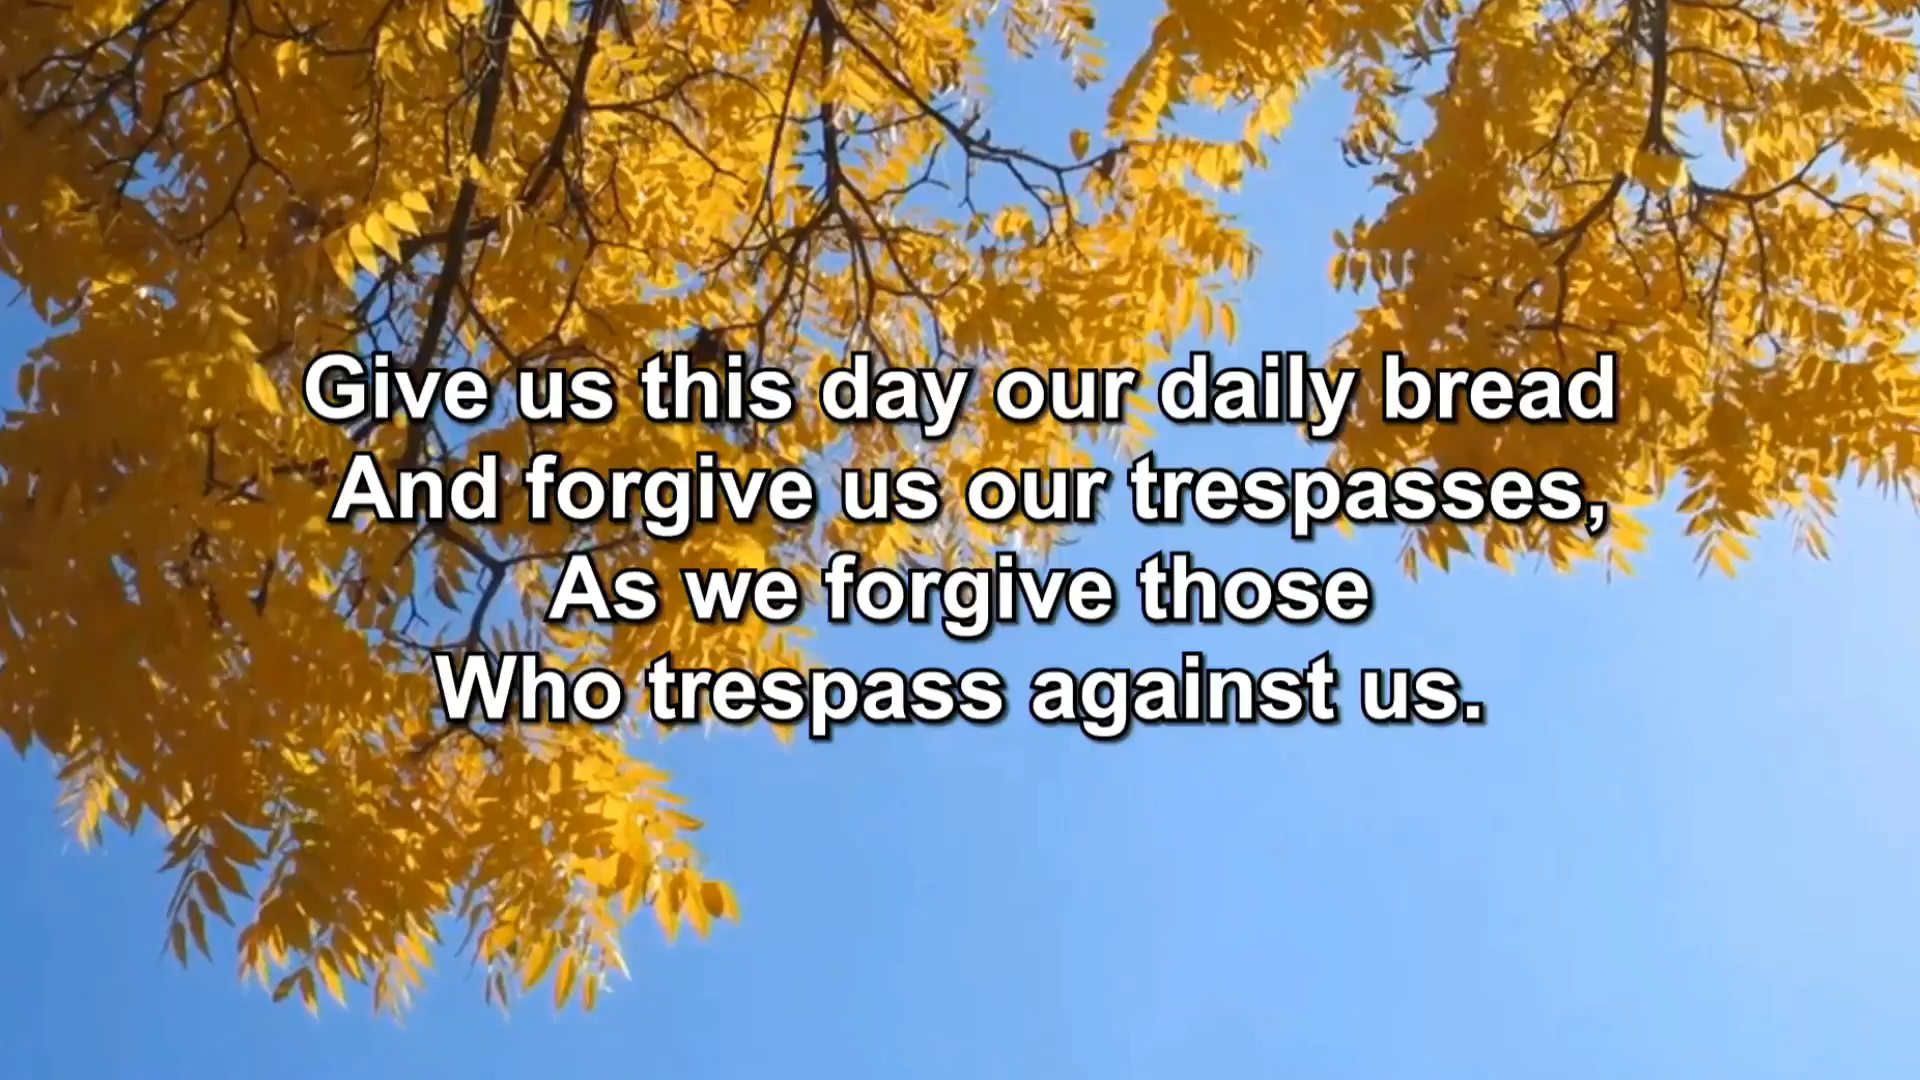 Give us this day our daily bread
And forgive us our trespasses,
As we forgive those
Who trespass against us.